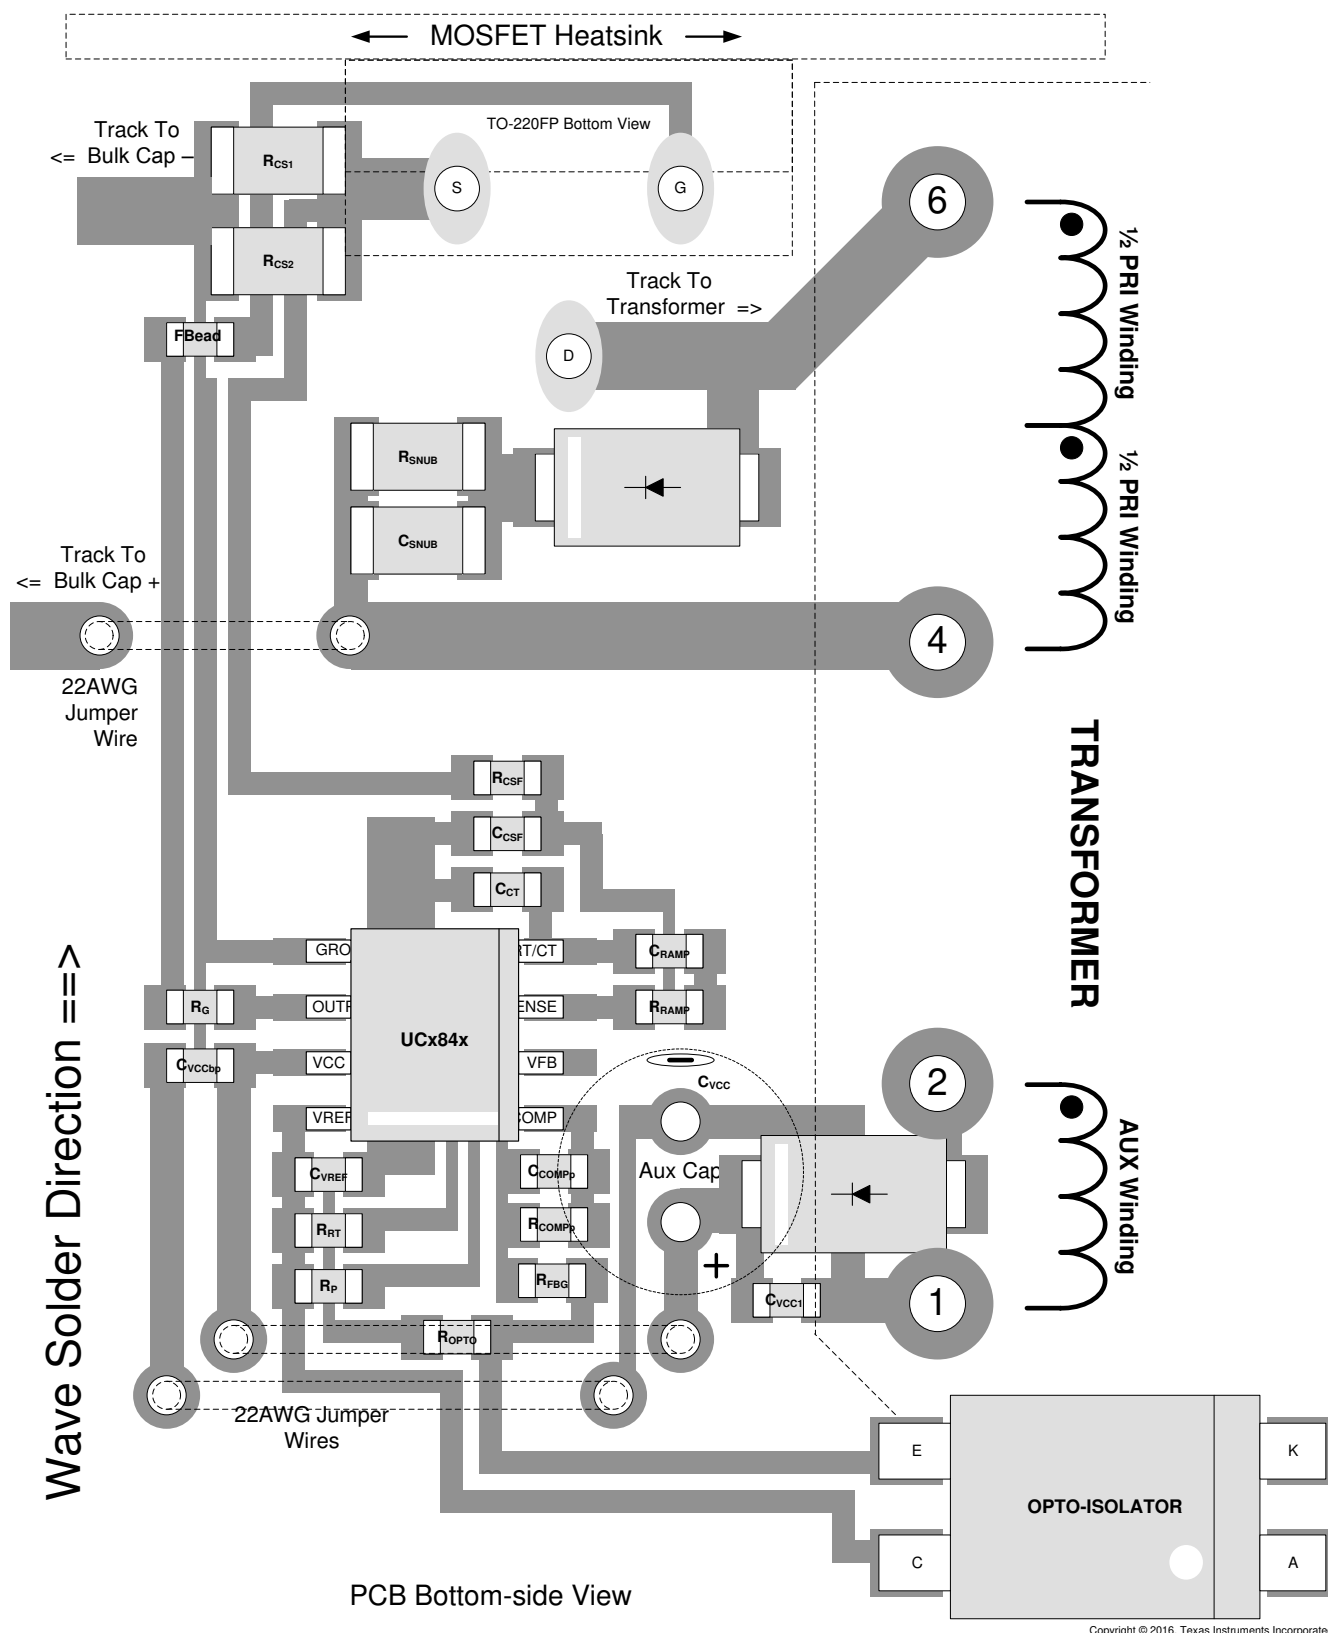 MOSFET Heatsink
Track To
<= Bulk Cap –
TO-220FP Bottom View
RCS1
S
G
6
RCS2
½ PRI Winding
Track To
Transformer =>
FBead
D
RSNUB
½ PRI Winding
CSNUB
Track To
<= Bulk Cap +
4
22AWG
Jumper
Wire
TRANSFORMER
RCSF
CCSF
CCT
GRO
RT/CT
CRAMP
RG
OUTP
ENSE
RRAMP
UCx84x
CVCCbp
VCC
VFB
CVCC
2
VREF
OMP
AUX Winding
CVREF
CCOMPp
Aux Cap
RRT
RCOMPp
+
RP
RFBG
CVCC1
1
ROPTO
Wave Solder Direction ==>
22AWG Jumper
Wires
E
K
OPTO-ISOLATOR
C
A
PCB Bottom-side View
Copyright © 2016, Texas Instruments Incorporated